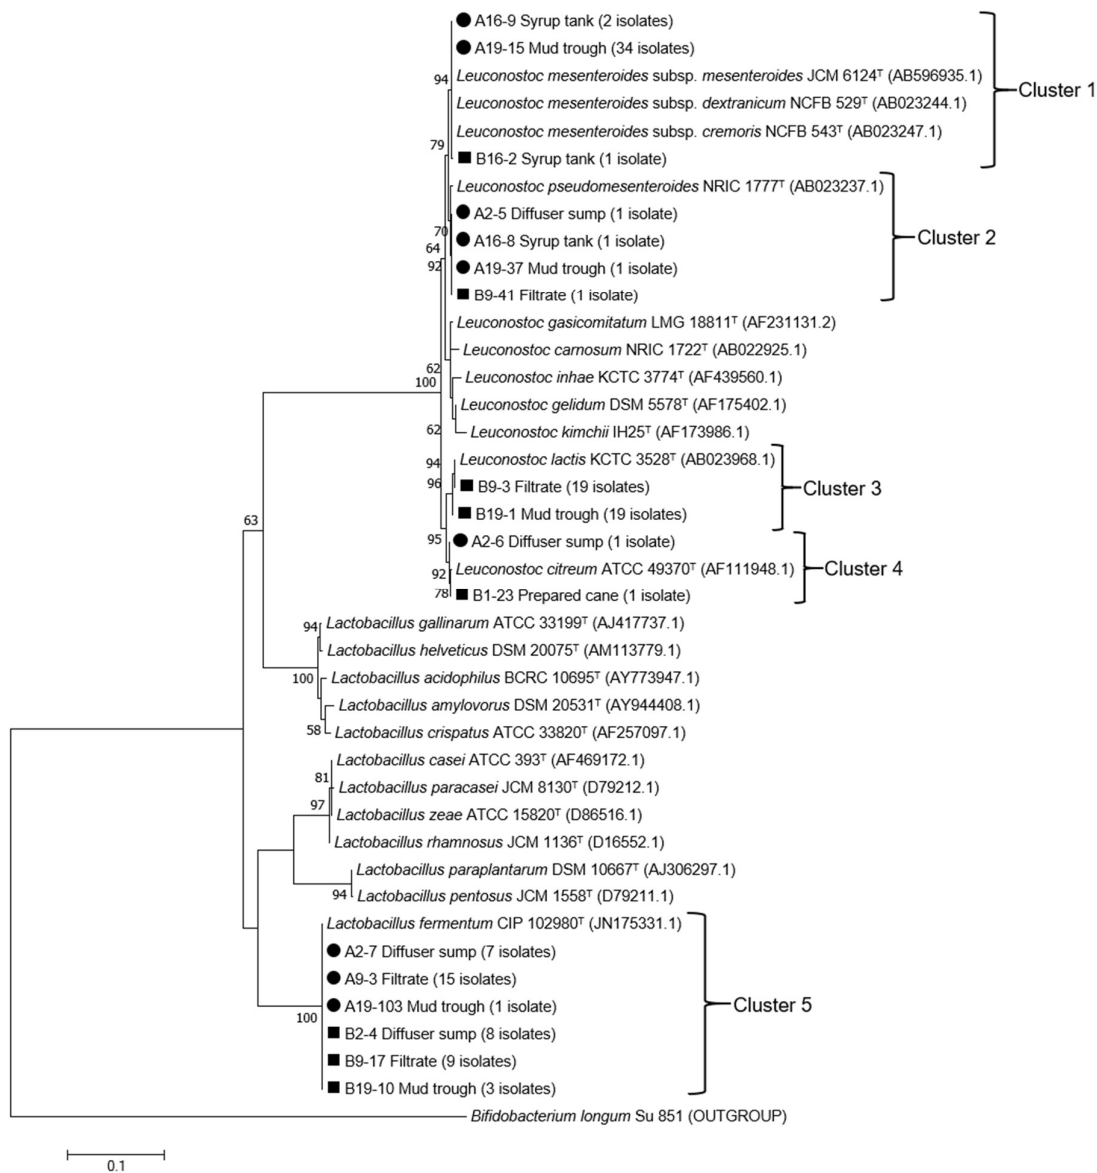 A16-9 Syrup tank (2 isolates)
A19-15 Mud trough (34 isolates)
94
Leuconostoc mesenteroides subsp. mesenteroides JCM 6124ᵀ (AB596935.1)
Cluster 1
Leuconostoc mesenteroides subsp. dextranicum NCFB 529ᵀ (AB023244.1)
Leuconostoc mesenteroides subsp. cremoris NCFB 543ᵀ (AB023247.1)
79
B16-2 Syrup tank (1 isolate)
Leuconostoc pseudomesenteroides NRIC 1777ᵀ (AB023237.1)
A2-5 Diffuser sump (1 isolate)
70
Cluster 2
A16-8 Syrup tank (1 isolate)
64
92
A19-37 Mud trough (1 isolate)
B9-41 Filtrate (1 isolate)
Leuconostoc gasicomitatum LMG 18811ᵀ (AF231131.2)
Leuconostoc carnosum NRIC 1722ᵀ (AB022925.1)
62
100
Leuconostoc inhae KCTC 3774ᵀ (AF439560.1)
Leuconostoc gelidum DSM 5578ᵀ (AF175402.1)
62
Leuconostoc kimchii IH25ᵀ (AF173986.1)
94
Leuconostoc lactis KCTC 3528ᵀ (AB023968.1)
96
B9-3 Filtrate (19 isolates)
Cluster 3
B19-1 Mud trough (19 isolates)
63
95
A2-6 Diffuser sump (1 isolate)
92
Leuconostoc citreum ATCC 49370ᵀ (AF111948.1)
Cluster 4
78
B1-23 Prepared cane (1 isolate)
94
Lactobacillus gallinarum ATCC 33199ᵀ (AJ417737.1)
Lactobacillus helveticus DSM 20075ᵀ (AM113779.1)
100
Lactobacillus acidophilus BCRC 10695ᵀ (AY773947.1)
Lactobacillus amylovorus DSM 20531ᵀ (AY944408.1)
58
Lactobacillus crispatus ATCC 33820ᵀ (AF257097.1)
Lactobacillus casei ATCC 393ᵀ (AF469172.1)
81
Lactobacillus paracasei JCM 8130ᵀ (D79212.1)
97
Lactobacillus zeae ATCC 15820ᵀ (D86516.1)
Lactobacillus rhamnosus JCM 1136ᵀ (D16552.1)
Lactobacillus paraplantarum DSM 10667ᵀ (AJ306297.1)
94
Lactobacillus pentosus JCM 1558ᵀ (D79211.1)
Lactobacillus fermentum CIP 102980ᵀ (JN175331.1)
A2-7 Diffuser sump (7 isolates)
A9-3 Filtrate (15 isolates)
A19-103 Mud trough (1 isolate)
Cluster 5
100
B2-4 Diffuser sump (8 isolates)
B9-17 Filtrate (9 isolates)
B19-10 Mud trough (3 isolates)
Bifidobacterium longum Su 851 (OUTGROUP)
0.1